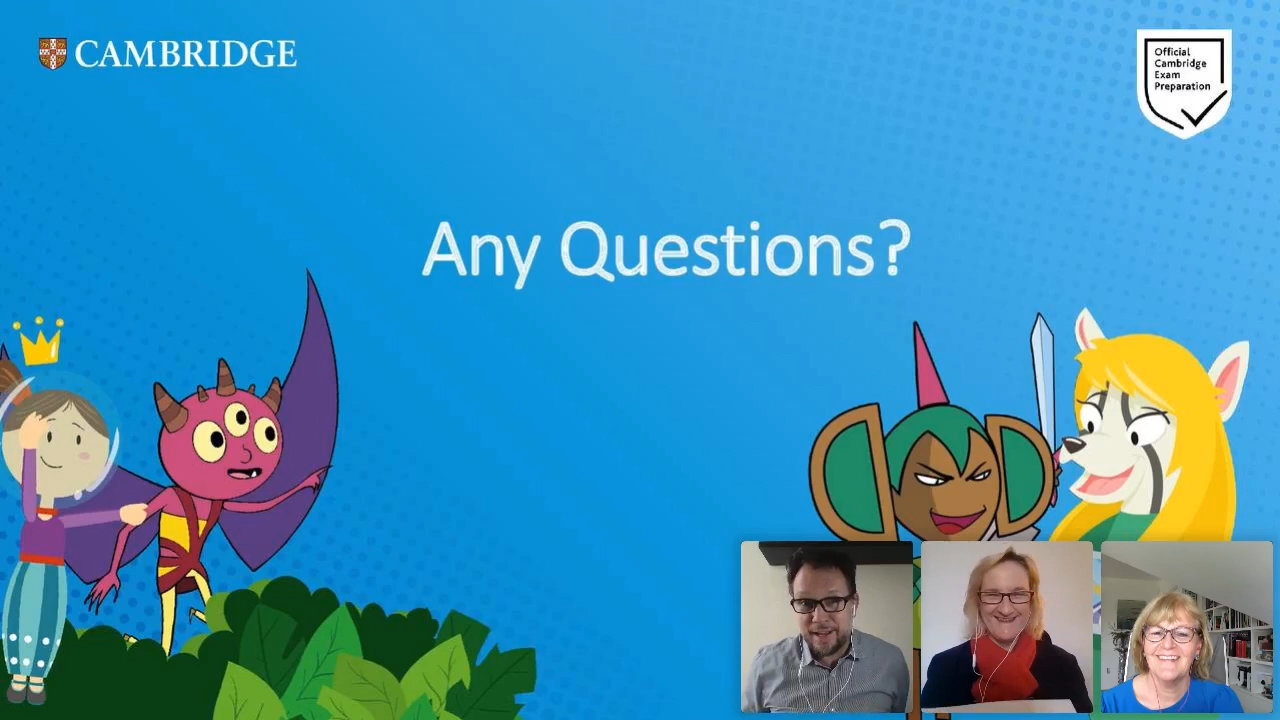 CAMBRIDGE
Official
Cambridge
Exam
Preparation
Any Questions?